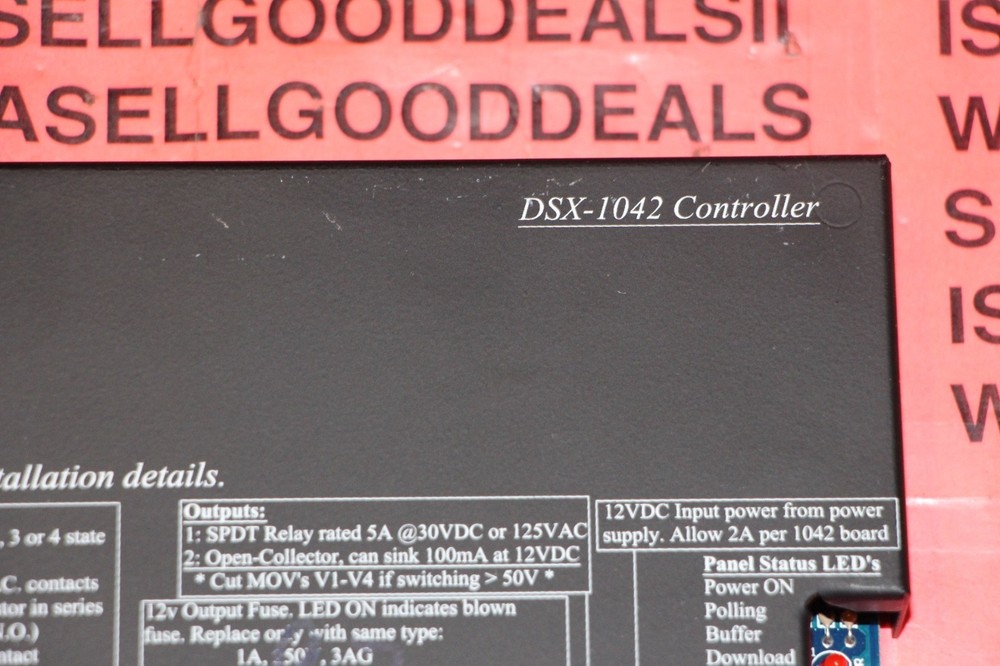 ASELLGOODDEALSII
ASELLGOODDEALS
IS
W
S
IS
W
DSX-1042 Controller
tallation details.
, 3 or 4 state
C. contacts
tor in series
N.O.)
ntact
Outputs:
1: SPDT Relay rated 5A @30VDC or 125VAC
2: Open-Collector, can sink 100mA at 12VDC
* Cut MOV's V1-V4 if switching > 50V *
12v Output Fuse. LED ON indicates blown
fuse. Replace only with same type:
1A, 250V, 3AG
12VDC Input power from power
supply. Allow 2A per 1042 board
Panel Status LED's
Power ON
Polling
Buffer
Download